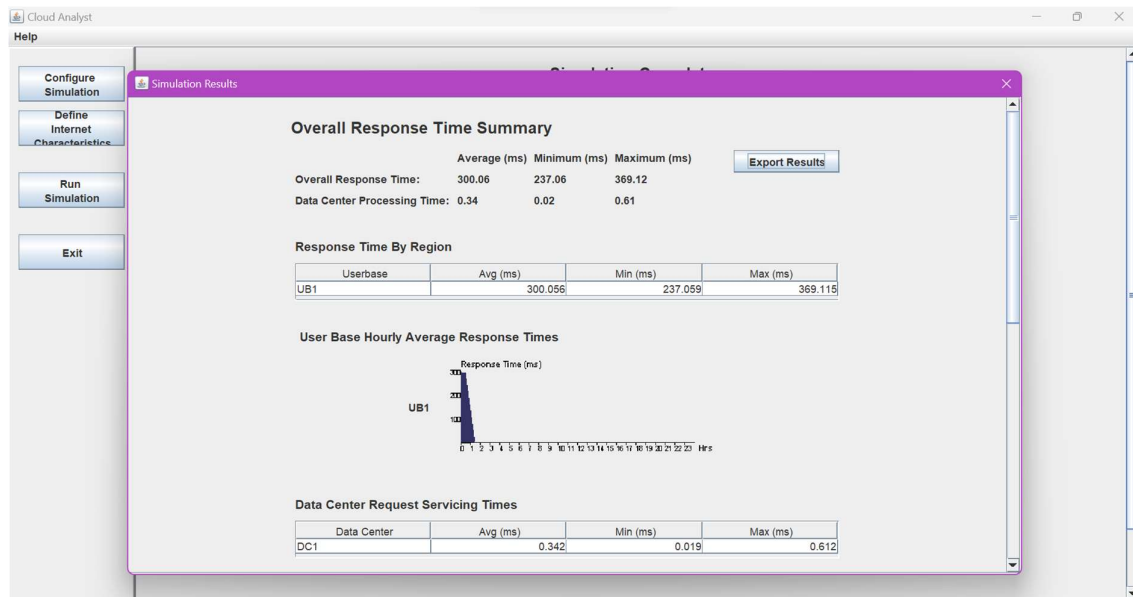 Cloud Analyst
Help
Configure
Simulation
Define
Internet
Characteristics
Run
Simulation
Exit
Simulation Results
Overall Response Time Summary
Average (ms) Minimum (ms) Maximum (ms)
Export Results
Overall Response Time: 300.06 237.06 369.12
Data Center Processing Time: 0.34 0.02 0.61
Response Time By Region
Userbase Avg (ms) Min (ms) Max (ms)
UB1 300.056 237.059 369.115
User Base Hourly Average Response Times
Response Time (ms)
300
200
UB1
100
0 1 2 3 4 5 6 7 8 9 10 11 12 13 14 15 16 17 18 19 20 21 22 23 Hrs
Data Center Request Servicing Times
Data Center Avg (ms) Min (ms) Max (ms)
DC1 0.342 0.019 0.612